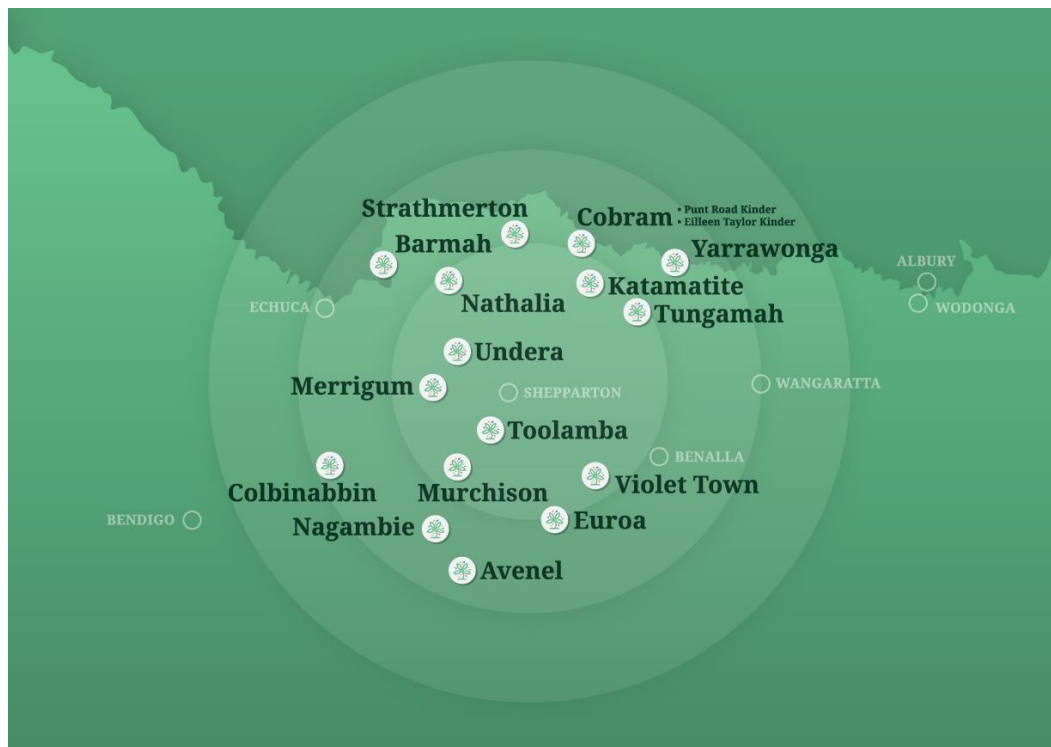 Strathmerton
Cobram
• Punt Road Kinder
• Eilleen Taylor Kinder
Barmah
Yarrawonga
ALBURY
Nathalia
Katamatite
ECHUCA
Tungamah
WODONGA
Undera
Merrigum
SHEPPARTON
WANGARATTA
Toolamba
BENALLA
Colbinabbin
Murchison
Violet Town
BENDIGO
Nagambie
Euroa
Avenel